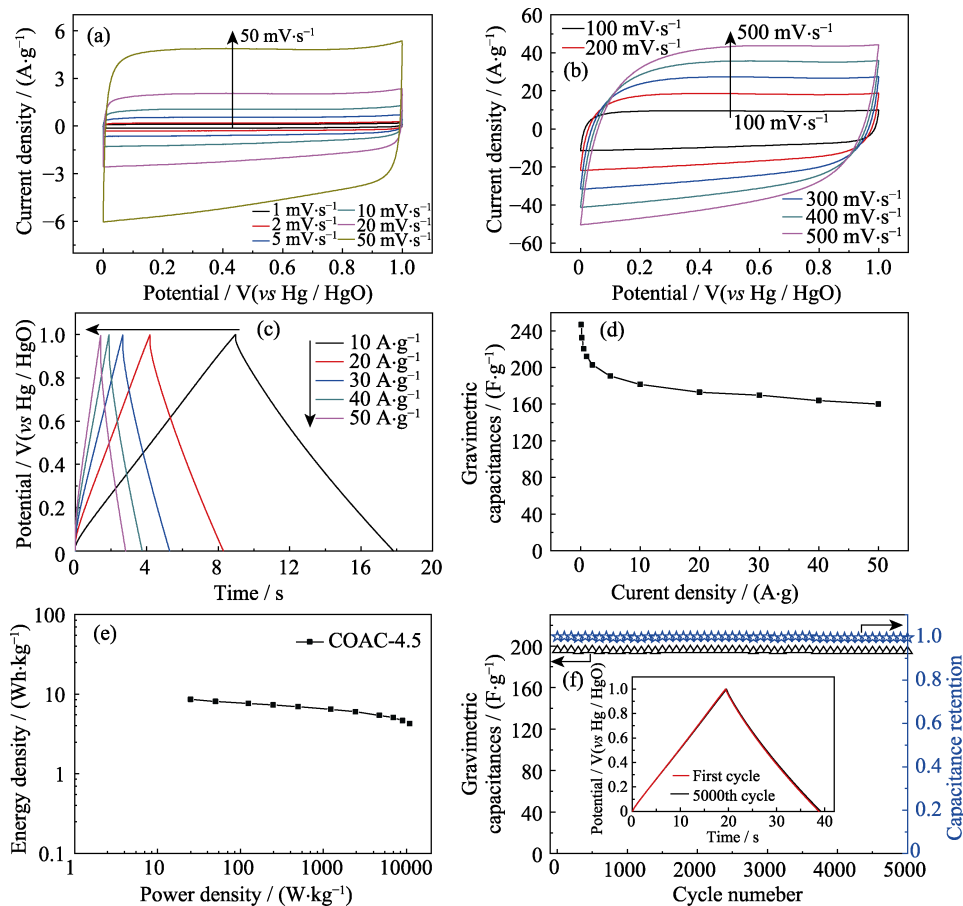 (a)
50 mV·s⁻¹
Current density / (A·g⁻¹)
6
3
0
−3
−6
1 mV·s⁻¹
2 mV·s⁻¹
5 mV·s⁻¹
10 mV·s⁻¹
20 mV·s⁻¹
50 mV·s⁻¹
0 0.2 0.4 0.6 0.8 1.0
Potential / V(vs Hg / HgO)
(b)
100 mV·s⁻¹
200 mV·s⁻¹
500 mV·s⁻¹
100 mV·s⁻¹
300 mV·s⁻¹
400 mV·s⁻¹
500 mV·s⁻¹
Current density / (A·g⁻¹)
60
40
20
0
−20
−40
−60
0 0.2 0.4 0.6 0.8 1.0
Potential / V(vs Hg / HgO)
(c)
10 A·g⁻¹
20 A·g⁻¹
30 A·g⁻¹
40 A·g⁻¹
50 A·g⁻¹
Potential / V(vs Hg / HgO)
1.0
0.8
0.6
0.4
0.2
0
0 4 8 12 16 20
Time / s
(d)
Gravimetric
capacitances / (F·g⁻¹)
240
200
160
120
80
40
0
0 10 20 30 40 50
Curent density / (A·g)
(e)
COAC-4.5
Energy density / (Wh·kg⁻¹)
100
10
1
0.1
1 10 100 1000 10000
Power density / (W·kg⁻¹)
(f)
Gravimetric
capacitances / (F·g⁻¹)
200
160
120
80
40
0
0 1000 2000 3000 4000 5000
Cycle numeber
Capacitance retention
1.0
0.8
0.6
0.4
0.2
0
Potential / V(vs Hg / HgO)
1.0
0.8
0.6
0.4
0.2
0
First cycle
5000th cycle
0 10 20 30 40
Time / s